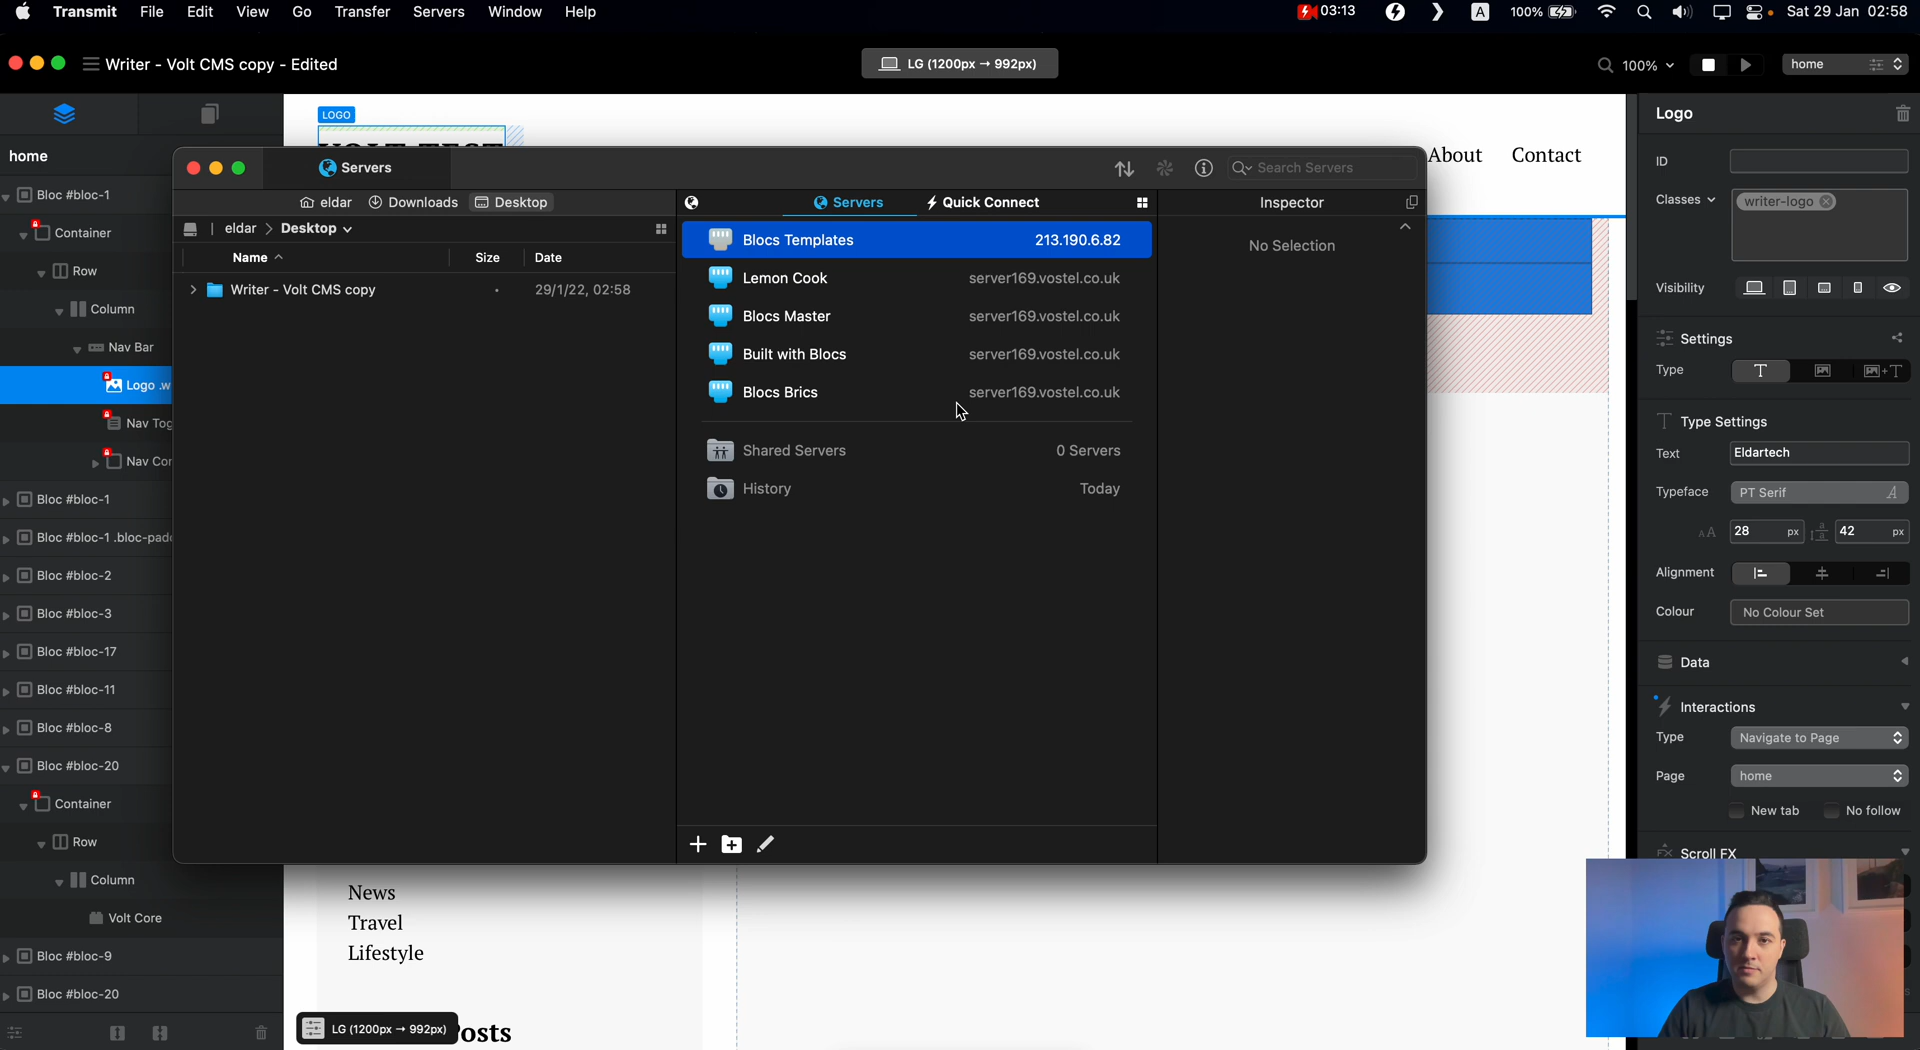 Transmit File Edit View Go Transfer Servers Window Help 03:13 A 100% Sat 29 Jan 02:58
Writer - Volt CMS copy - Edited LG (1200px → 992px) 100% home
LOGO
Logo
home
Servers
Search Servers
About Contact
ID
Bloc #bloc-1
eldar Downloads Desktop
Servers Quick Connect
Inspector
Classes writer-logo
Container
eldar Desktop
Blocs Templates 213.190.6.82
No Selection
Name Size Date
Row
Lemon Cook server169.vostel.co.uk
Writer - Volt CMS copy 29/1/22, 02:58
Visibility
Column
Blocs Master server169.vostel.co.uk
Settings
Nav Bar
Built with Blocs server169.vostel.co.uk
Type T +T
Logo .w
Blocs Brics server169.vostel.co.uk
Type Settings
Nav Tog
Shared Servers 0 Servers
Text Eldartech
Nav Cor
History Today
Typeface PT Serif
Bloc #bloc-1
28 px 42 px
Bloc #bloc-1 .bloc-pad
Alignment
Bloc #bloc-2
Colour No Colour Set
Bloc #bloc-3
Bloc #bloc-17
Data
Bloc #bloc-11
Interactions
Bloc #bloc-8
Type Navigate to Page
Bloc #bloc-20
Page home
Container
New tab No follow
Row
Scroll FX
Column
News
Volt Core
Travel
Lifestyle
Bloc #bloc-9
Bloc #bloc-20
LG (1200px → 992px)
osts